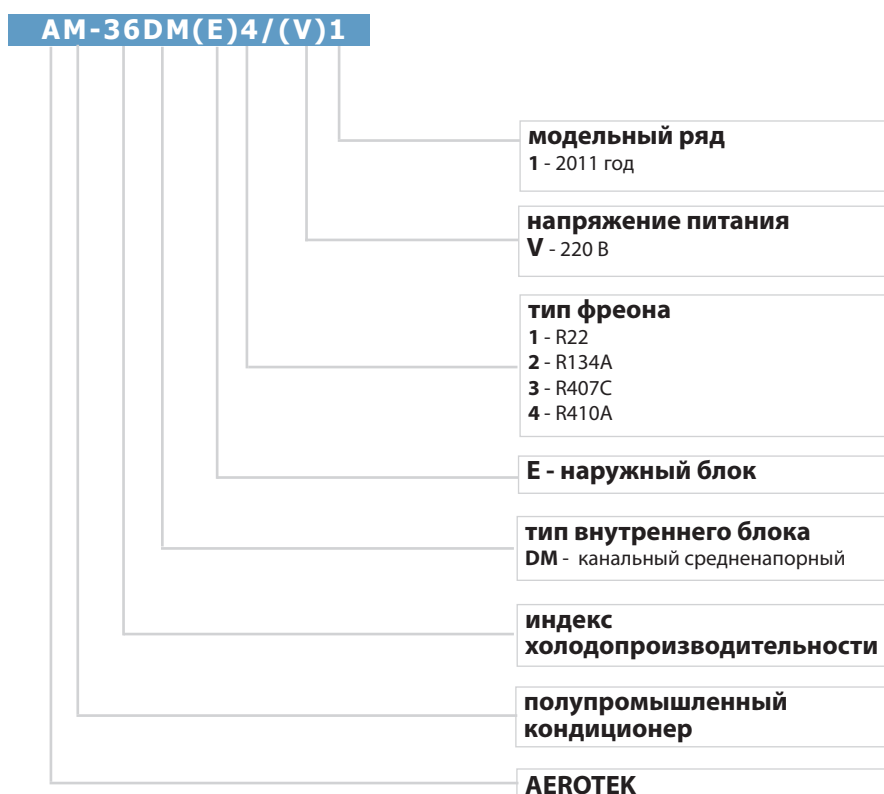 AM-36DM(E)4/(V)1
модельный ряд
1 - 2011 год
напряжение питания
V - 220 В
тип фреона
1 - R22
2 - R134A
3 - R407C
4 - R410A
E - наружный блок
тип внутреннего блока
DM - канальный средненапорный
индекс
холодопроизводительности
полупромышленный
кондиционер
AEROTEK